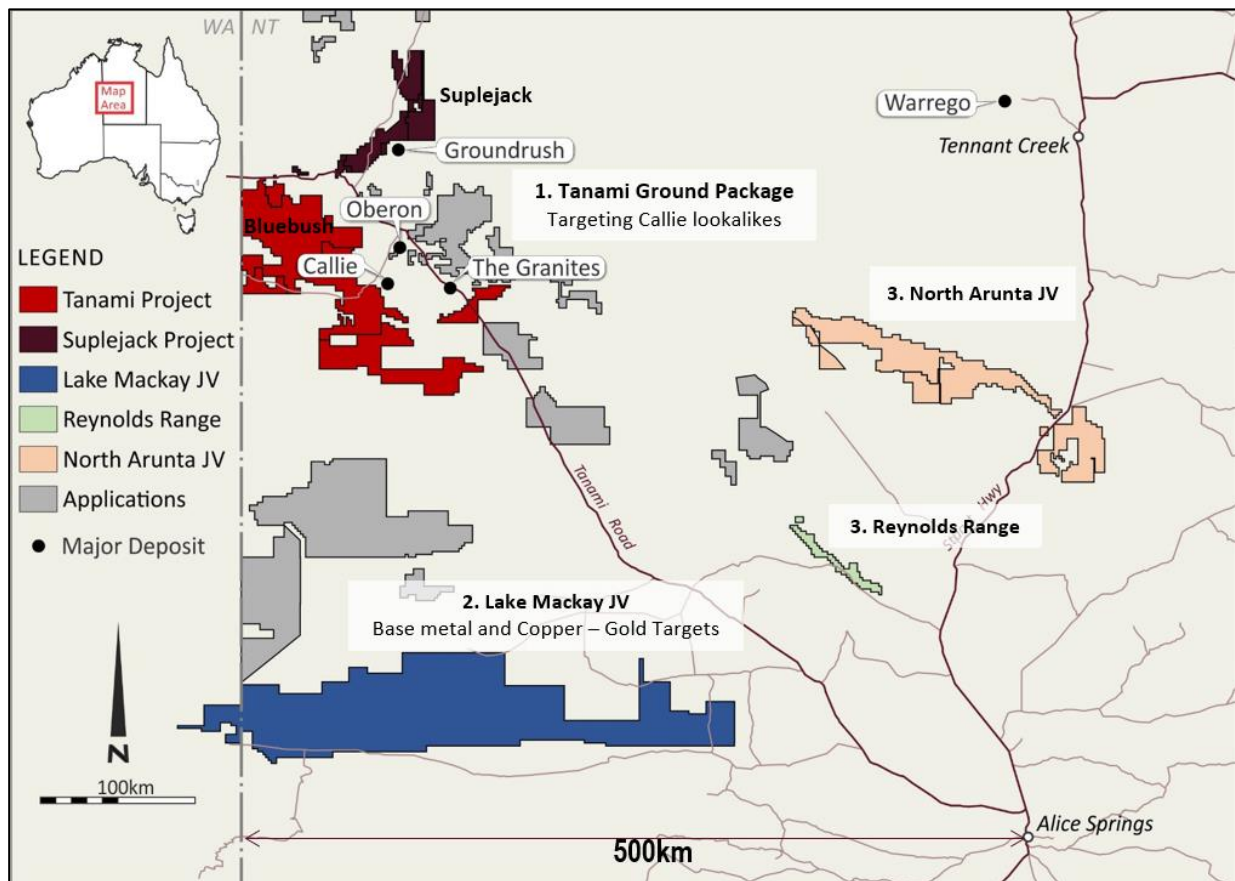 WA NT
Map
Area
Suplejack
Warrego
Tennant Creek
Groundrush
1. Tanami Ground Package
Targeting Callie lookalikes
Oberon
Bluebush
Callie
The Granites
LEGEND
Tanami Project
Suplejack Project
Lake Mackay JV
Reynolds Range
North Arunta JV
Applications
Major Deposit
3. North Arunta JV
Tanami Road
Hwy
3. Reynolds Range
2. Lake Mackay JV
Base metal and Copper – Gold Targets
N
100km
Alice Springs
500km